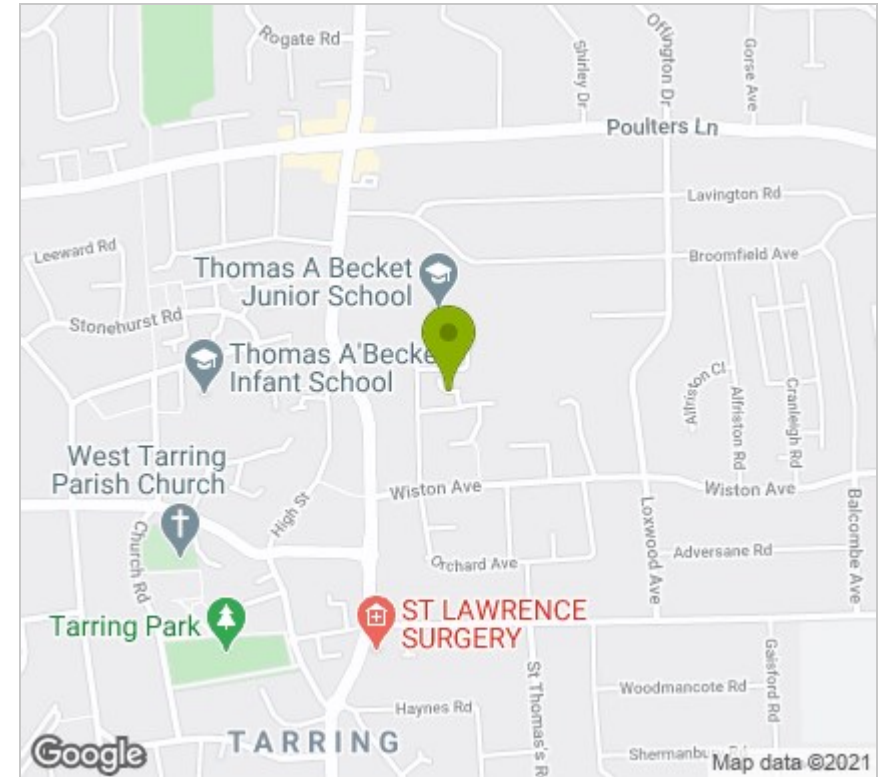 Rogate Rd
Shirley Dr
Offington Dr
Gorse Ave
Poulters Ln
Lavington Rd
Leeward Rd
Broomfield Ave
Thomas A Becket
Junior School
Stonehurst Rd
Thomas A'Becket
Infant School
Alfriston Cl
Alfriston Rd
Cranleigh Rd
West Tarring
Parish Church
High St
Wiston Ave
Wiston Ave
Loxwood Ave
Balcombe Ave
Church Rd
Orchard Ave
Adversane Rd
Tarring Park
ST LAWRENCE
SURGERY
St Thomas's R
Gaisford Rd
Woodmancote Rd
Haynes Rd
TARRING
Google
Map data ©2021